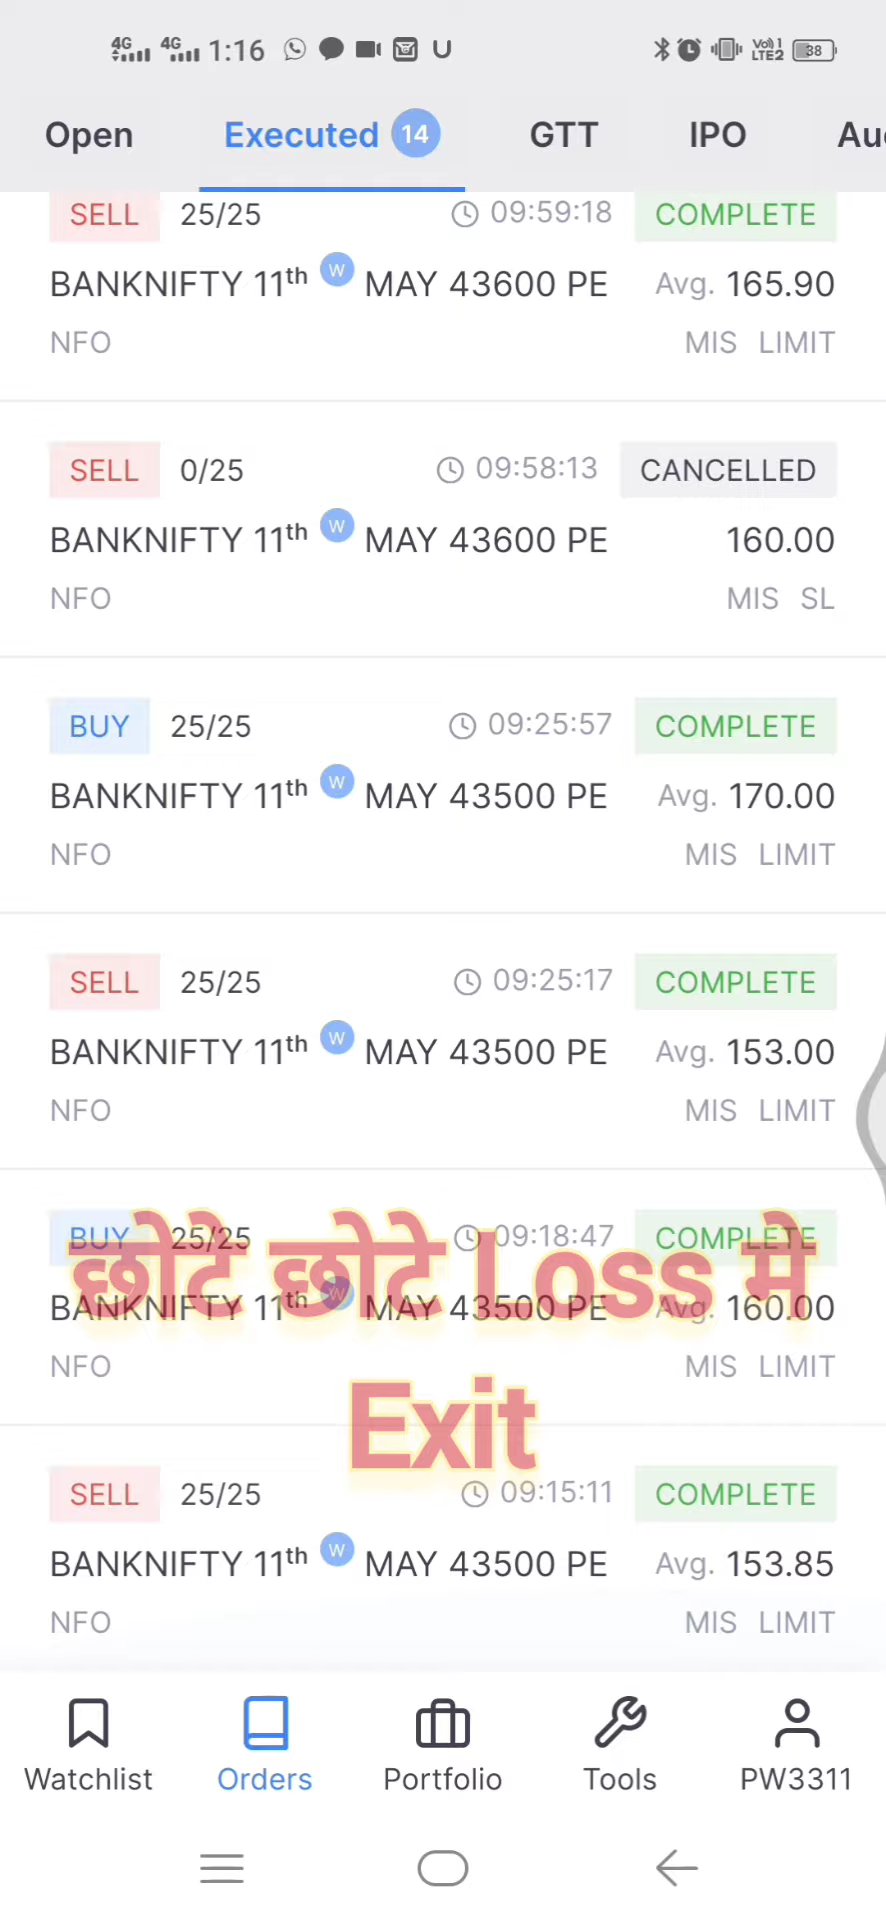 4G 4G 1:16 U Vo)) 1 LTE2 38
Open Executed 14 GTT IPO Auc
SELL 25/25 09:59:18 COMPLETE
BANKNIFTY 11th W MAY 43600 PE Avg. 165.90
NFO MIS LIMIT
SELL 0/25 09:58:13 CANCELLED
BANKNIFTY 11th W MAY 43600 PE 160.00
NFO MIS SL
BUY 25/25 09:25:57 COMPLETE
BANKNIFTY 11th W MAY 43500 PE Avg. 170.00
NFO MIS LIMIT
SELL 25/25 09:25:17 COMPLETE
BANKNIFTY 11th W MAY 43500 PE Avg. 153.00
NFO MIS LIMIT
BUY 25/25 09:18:47 COMPLETE
छोटे छोटे Loss मे
BANKNIFTY 11th W MAY 43500 PE Avg. 160.00
NFO MIS LIMIT
Exit
SELL 25/25 09:15:11 COMPLETE
BANKNIFTY 11th W MAY 43500 PE Avg. 153.85
NFO MIS LIMIT
Watchlist Orders Portfolio Tools PW3311